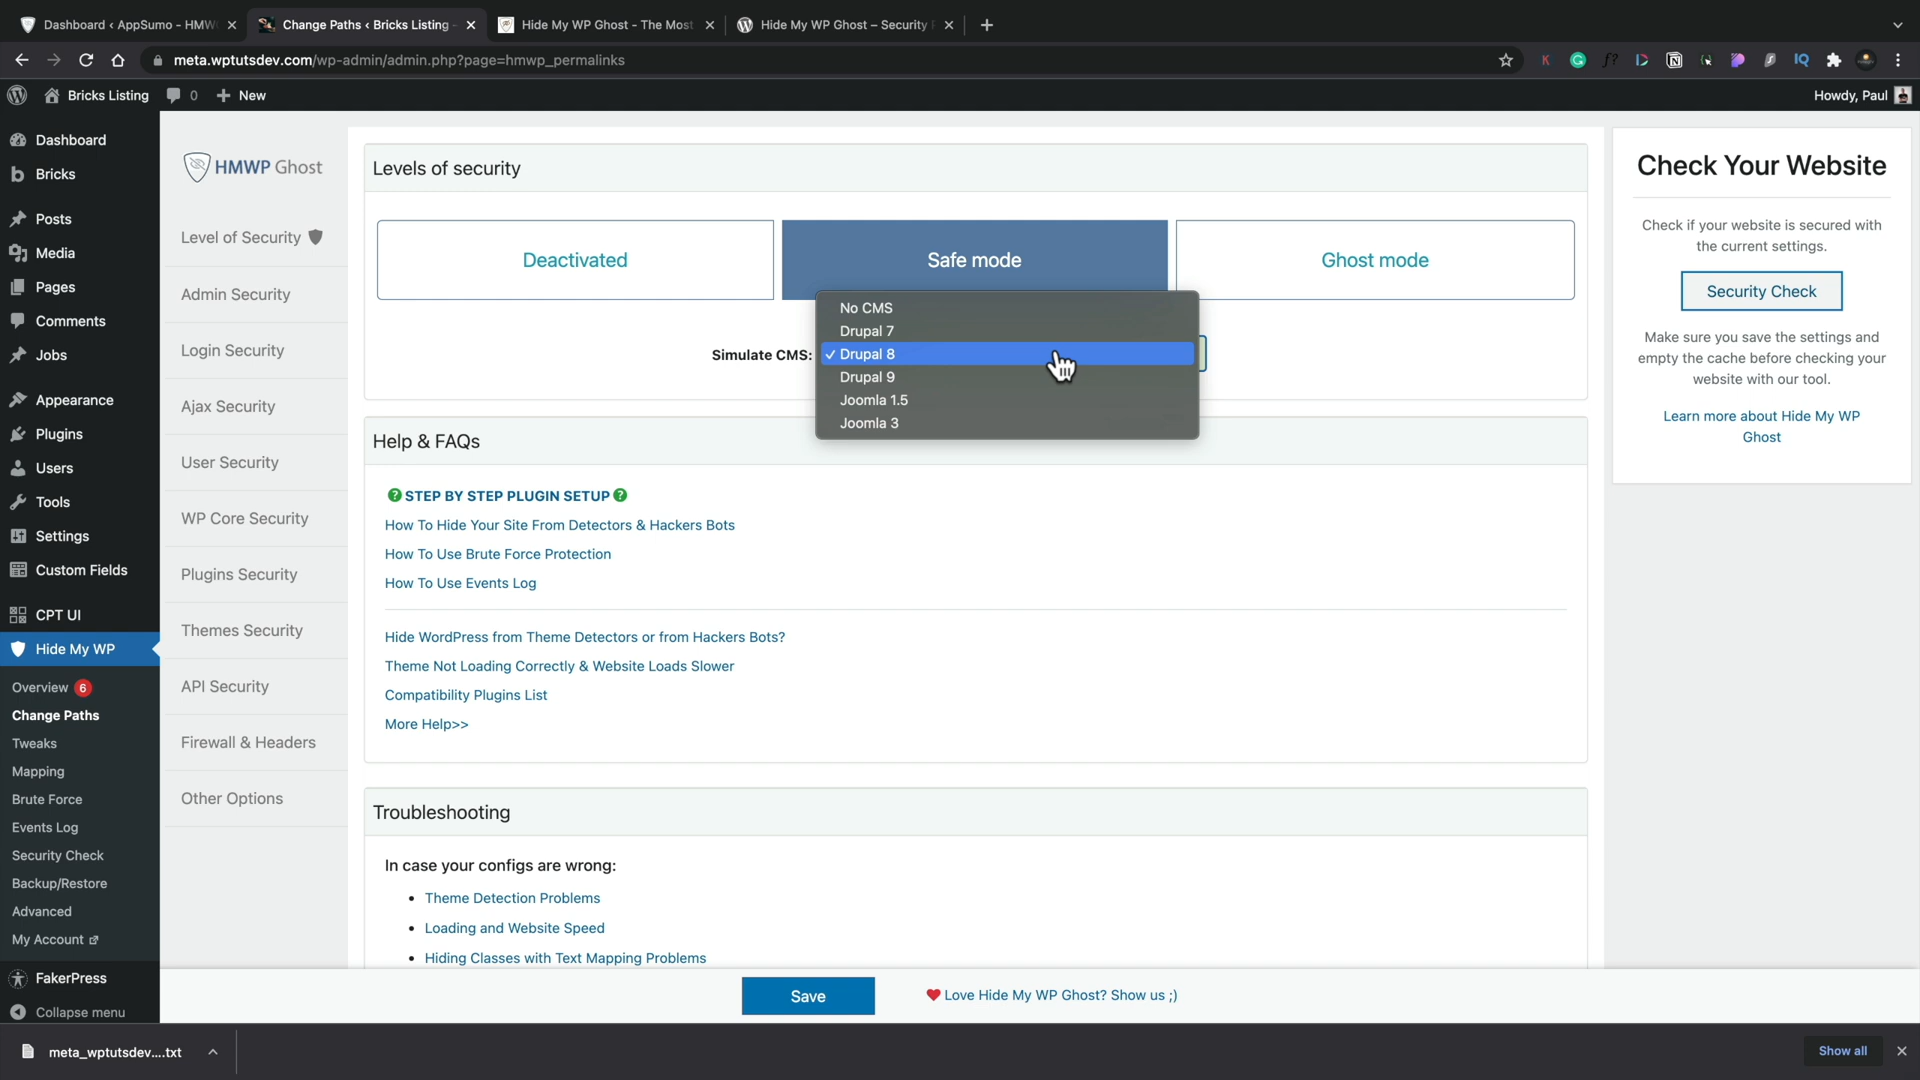 Dashboard ‹ AppSumo - HMW
Change Paths ‹ Bricks Listing -
Hide My WP Ghost - The Most
Hide My WP Ghost – Security
meta.wptutsdev.com/wp-admin/admin.php?page=hmwp_permalinks
Bricks Listing
0
New
Howdy, Paul
Dashboard
Bricks
Posts
Media
Pages
Comments
Jobs
Appearance
Plugins
Users
Tools
Settings
Custom Fields
CPT UI
Hide My WP
Overview 6
Change Paths
Tweaks
Mapping
Brute Force
Events Log
Security Check
Backup/Restore
Advanced
My Account
FakerPress
Collapse menu
HMWP Ghost
Level of Security
Admin Security
Login Security
Ajax Security
User Security
WP Core Security
Plugins Security
Themes Security
API Security
Firewall & Headers
Other Options
Levels of security
Deactivated
Safe mode
Ghost mode
Simulate CMS:
No CMS
Drupal 7
✓ Drupal 8
Drupal 9
Joomla 1.5
Joomla 3
Help & FAQs
STEP BY STEP PLUGIN SETUP
How To Hide Your Site From Detectors & Hackers Bots
How To Use Brute Force Protection
How To Use Events Log
Hide WordPress from Theme Detectors or from Hackers Bots?
Theme Not Loading Correctly & Website Loads Slower
Compatibility Plugins List
More Help>>
Troubleshooting
In case your configs are wrong:
• Theme Detection Problems
• Loading and Website Speed
• Hiding Classes with Text Mapping Problems
Save
Love Hide My WP Ghost? Show us ;)
Check Your Website
Check if your website is secured with
the current settings.
Security Check
Make sure you save the settings and
empty the cache before checking your
website with our tool.
Learn more about Hide My WP
Ghost
meta_wptutsdev....txt
Show all